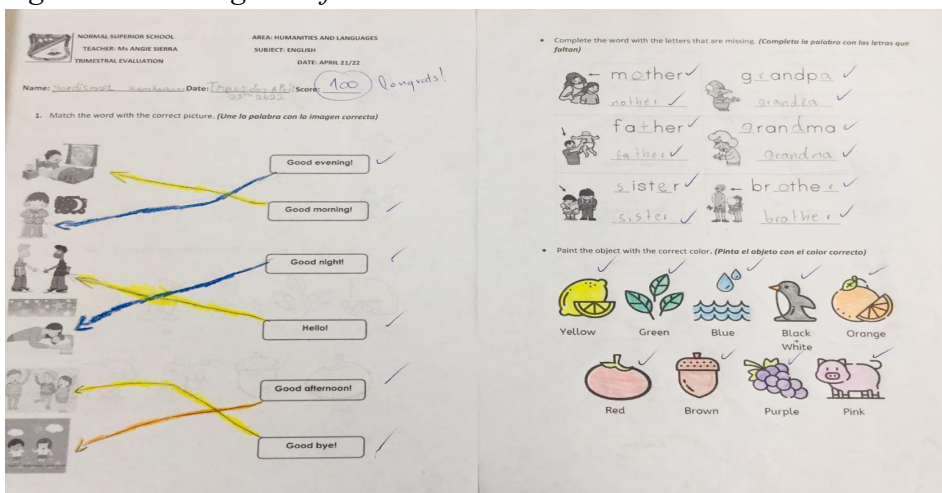 NORMAL SUPERIOR SCHOOL
TEACHER: Ms ANGIE SIERRA
TRIMESTRAL EVALUATION
AREA: HUMANITIES AND LANGUAGES
SUBJECT: ENGLISH
DATE: APRIL 21/22
Name: Date: Score: 100 Congrats!
1. Match the word with the correct picture. (Une la palabra con la imagen correcta)
Good evening!
Good morning!
Good night!
Hello!
Good afternoon!
Good bye!
• Complete the word with the letters that are missing. (Completa la palabra con las letras que
faltan)
mother grandpa
mother grandpa
father grandma
father grandma
sister brother
sister brother
• Paint the object with the correct color. (Pinta el objeto con el color correcto)
Yellow Green Blue Black Orange
White
Red Brown Purple Pink